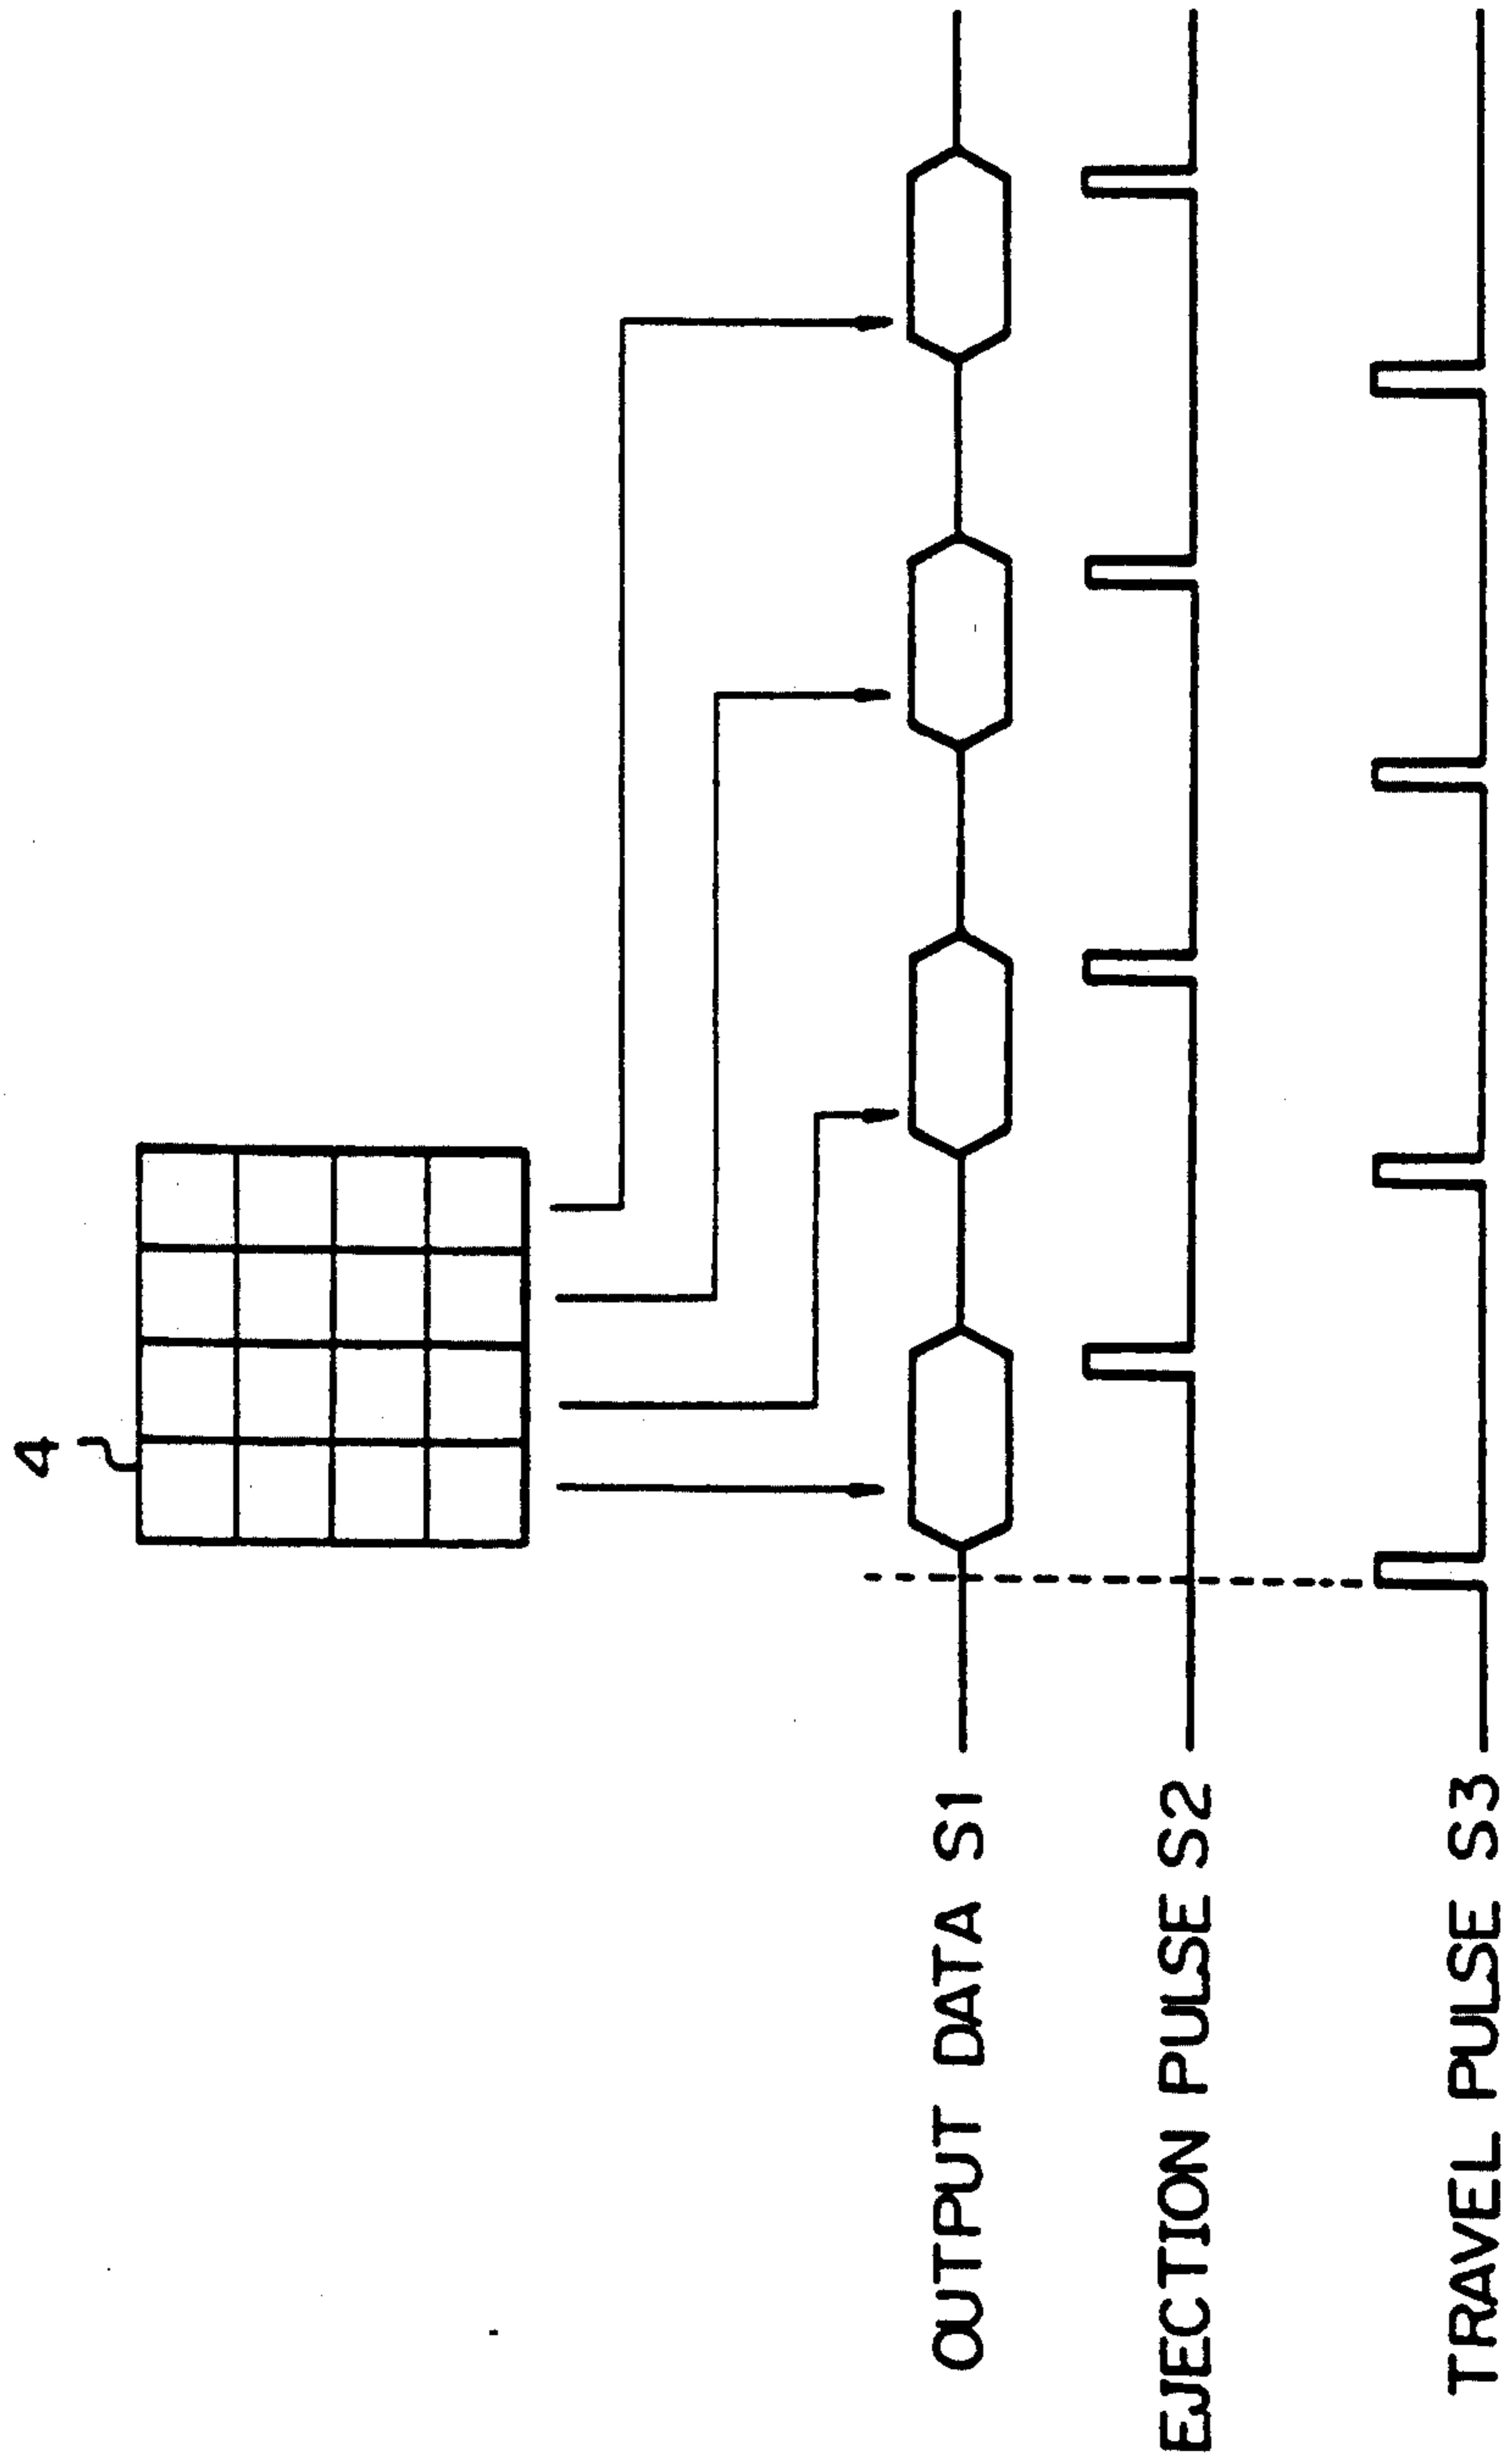 4
OUTPUT DATA S1
EJECTION PULSE S2
TRAVEL PULSE S3